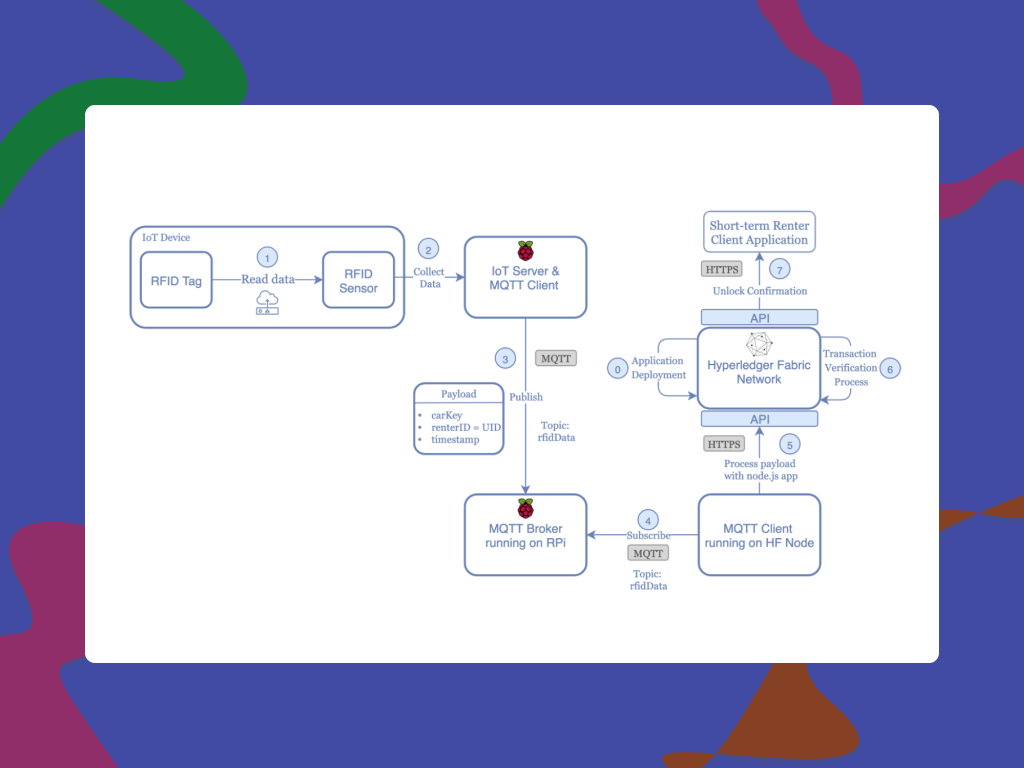 IoT Device
RFID Tag
1
Read data
RFID
Sensor
2
Collect
Data
IoT Server &
MQTT Client
3
MQTT
Publish
Payload
• carKey
• renterID = UID
• timestamp
Topic:
rfidData
MQTT Broker
running on RPi
4
Subscribe
MQTT
Topic:
rfidData
MQTT Client
running on HF Node
Process payload
with node.js app
HTTPS
5
API
Hyperledger Fabric
Network
0
Application
Deployment
Transaction
Verification
Process
6
API
Unlock Confirmation
HTTPS
7
Short-term Renter
Client Application